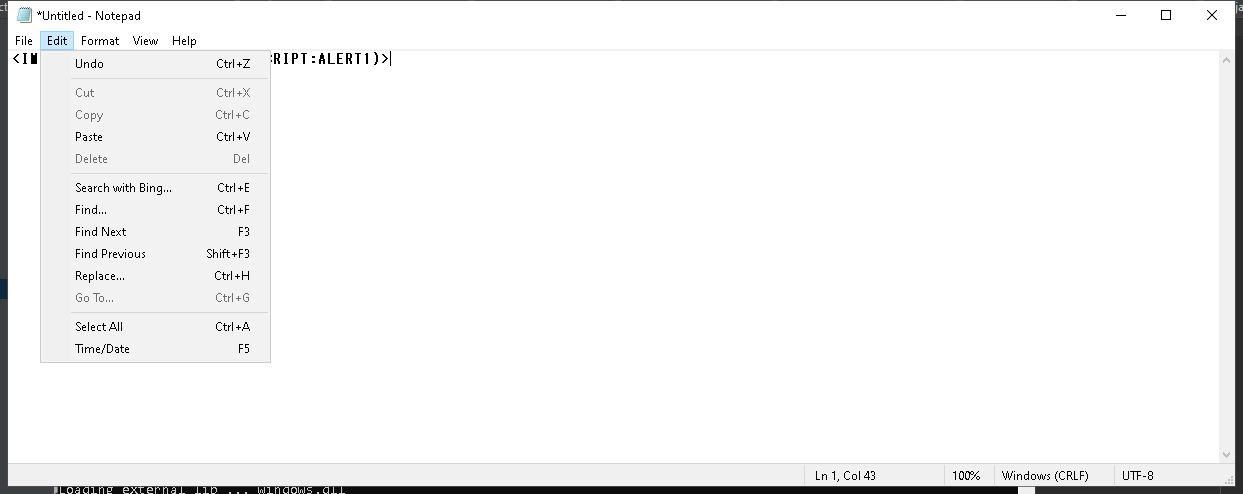 *Untitled - Notepad
File Edit Format View Help
<IM RIPT:ALERT1)>
Undo Ctrl+Z
Cut Ctrl+X
Copy Ctrl+C
Paste Ctrl+V
Delete Del
Search with Bing... Ctrl+E
Find... Ctrl+F
Find Next F3
Find Previous Shift+F3
Replace... Ctrl+H
Go To... Ctrl+G
Select All Ctrl+A
Time/Date F5
Ln 1, Col 43 100% Windows (CRLF) UTF-8
Loading external lib ... windows.dll